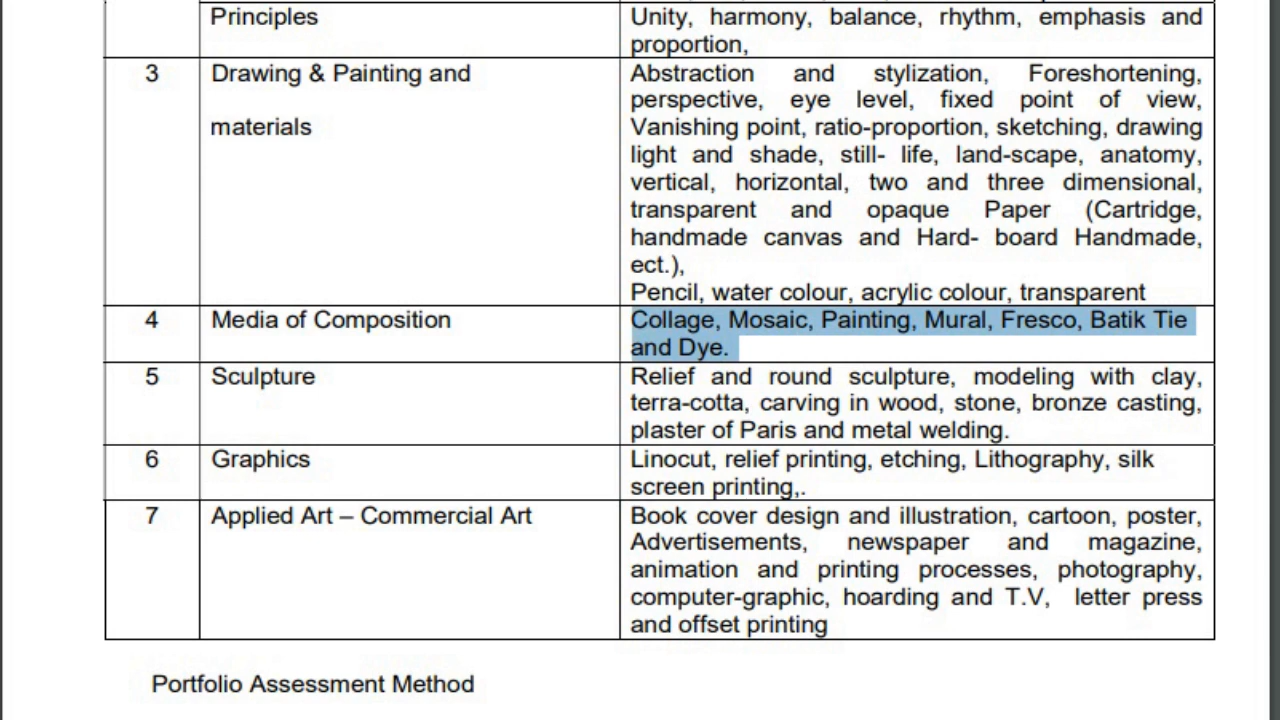 Principles
Unity, harmony, balance, rhythm, emphasis and
proportion,
3
Drawing & Painting and
materials
Abstraction and stylization, Foreshortening,
perspective, eye level, fixed point of view,
Vanishing point, ratio-proportion, sketching, drawing
light and shade, still- life, land-scape, anatomy,
vertical, horizontal, two and three dimensional,
transparent and opaque Paper (Cartridge,
handmade canvas and Hard- board Handmade,
ect.),
Pencil, water colour, acrylic colour, transparent
4
Media of Composition
Collage, Mosaic, Painting, Mural, Fresco, Batik Tie
and Dye.
5
Sculpture
Relief and round sculpture, modeling with clay,
terra-cotta, carving in wood, stone, bronze casting,
plaster of Paris and metal welding.
6
Graphics
Linocut, relief printing, etching, Lithography, silk
screen printing,.
7
Applied Art – Commercial Art
Book cover design and illustration, cartoon, poster,
Advertisements, newspaper and magazine,
animation and printing processes, photography,
computer-graphic, hoarding and T.V, letter press
and offset printing
Portfolio Assessment Method